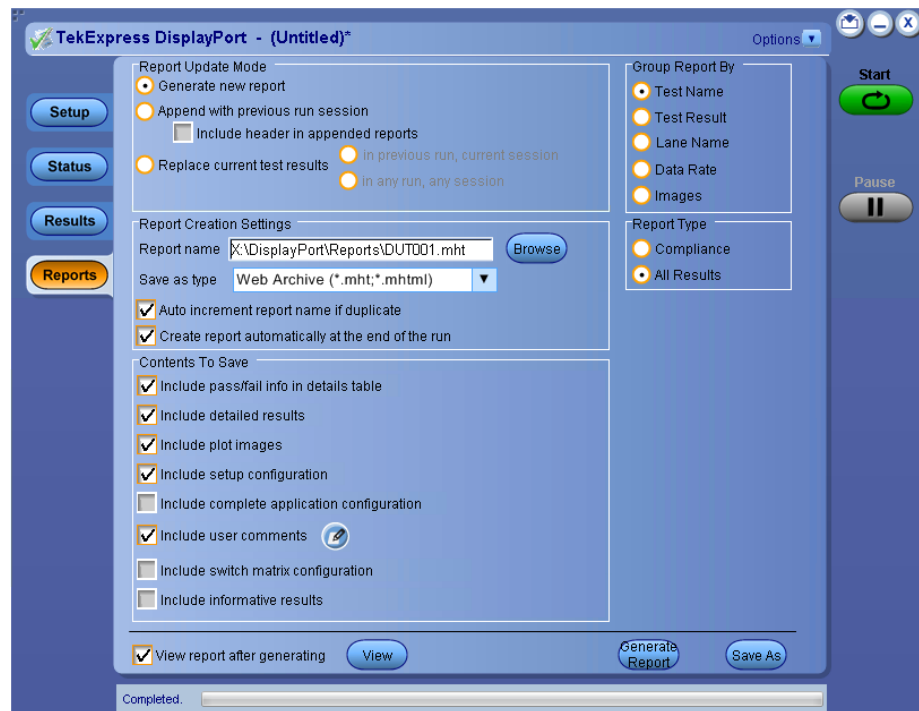 TekExpress DisplayPort - (Untitled)*
Options
Start
Pause
Setup
Status
Results
Reports
Report Update Mode
Generate new report
Append with previous run session
Include header in appended reports
Replace current test results
In previous run, current session
In any run, any session
Group Report By
Test Name
Test Result
Lane Name
Data Rate
Images
Report Creation Settings
Report name X:\DisplayPort\Reports\DUT001.mht Browse
Save as type Web Archive (*.mht;*.mhtml)
Auto increment report name if duplicate
Create report automatically at the end of the run
Report Type
Compliance
All Results
Contents To Save
Include pass/fail info in details table
Include detailed results
Include plot images
Include setup configuration
Include complete application configuration
Include user comments
Include switch matrix configuration
Include informative results
View report after generating View
Generate
Report
Save As
Completed.